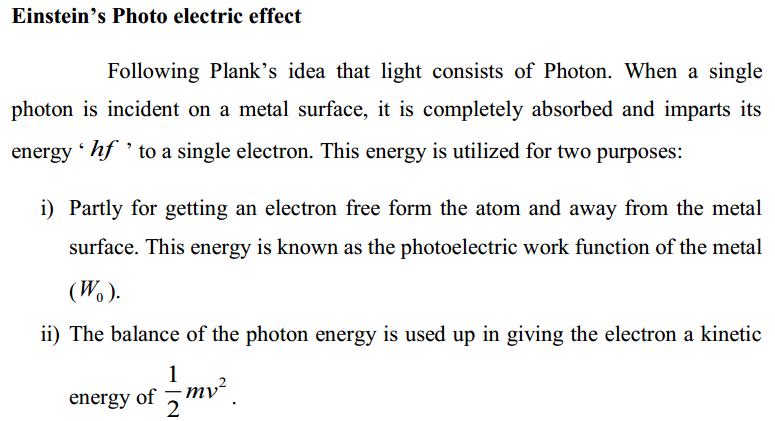 Einstein’s Photo electric effect
Following Plank’s idea that light consists of Photon. When a single
photon is incident on a metal surface, it is completely absorbed and imparts its
energy ‘ hf ’ to a single electron. This energy is utilized for two purposes:
i) Partly for getting an electron free form the atom and away from the metal
surface. This energy is known as the photoelectric work function of the metal
(W₀).
ii) The balance of the photon energy is used up in giving the electron a kinetic
energy of 1/2 mv².